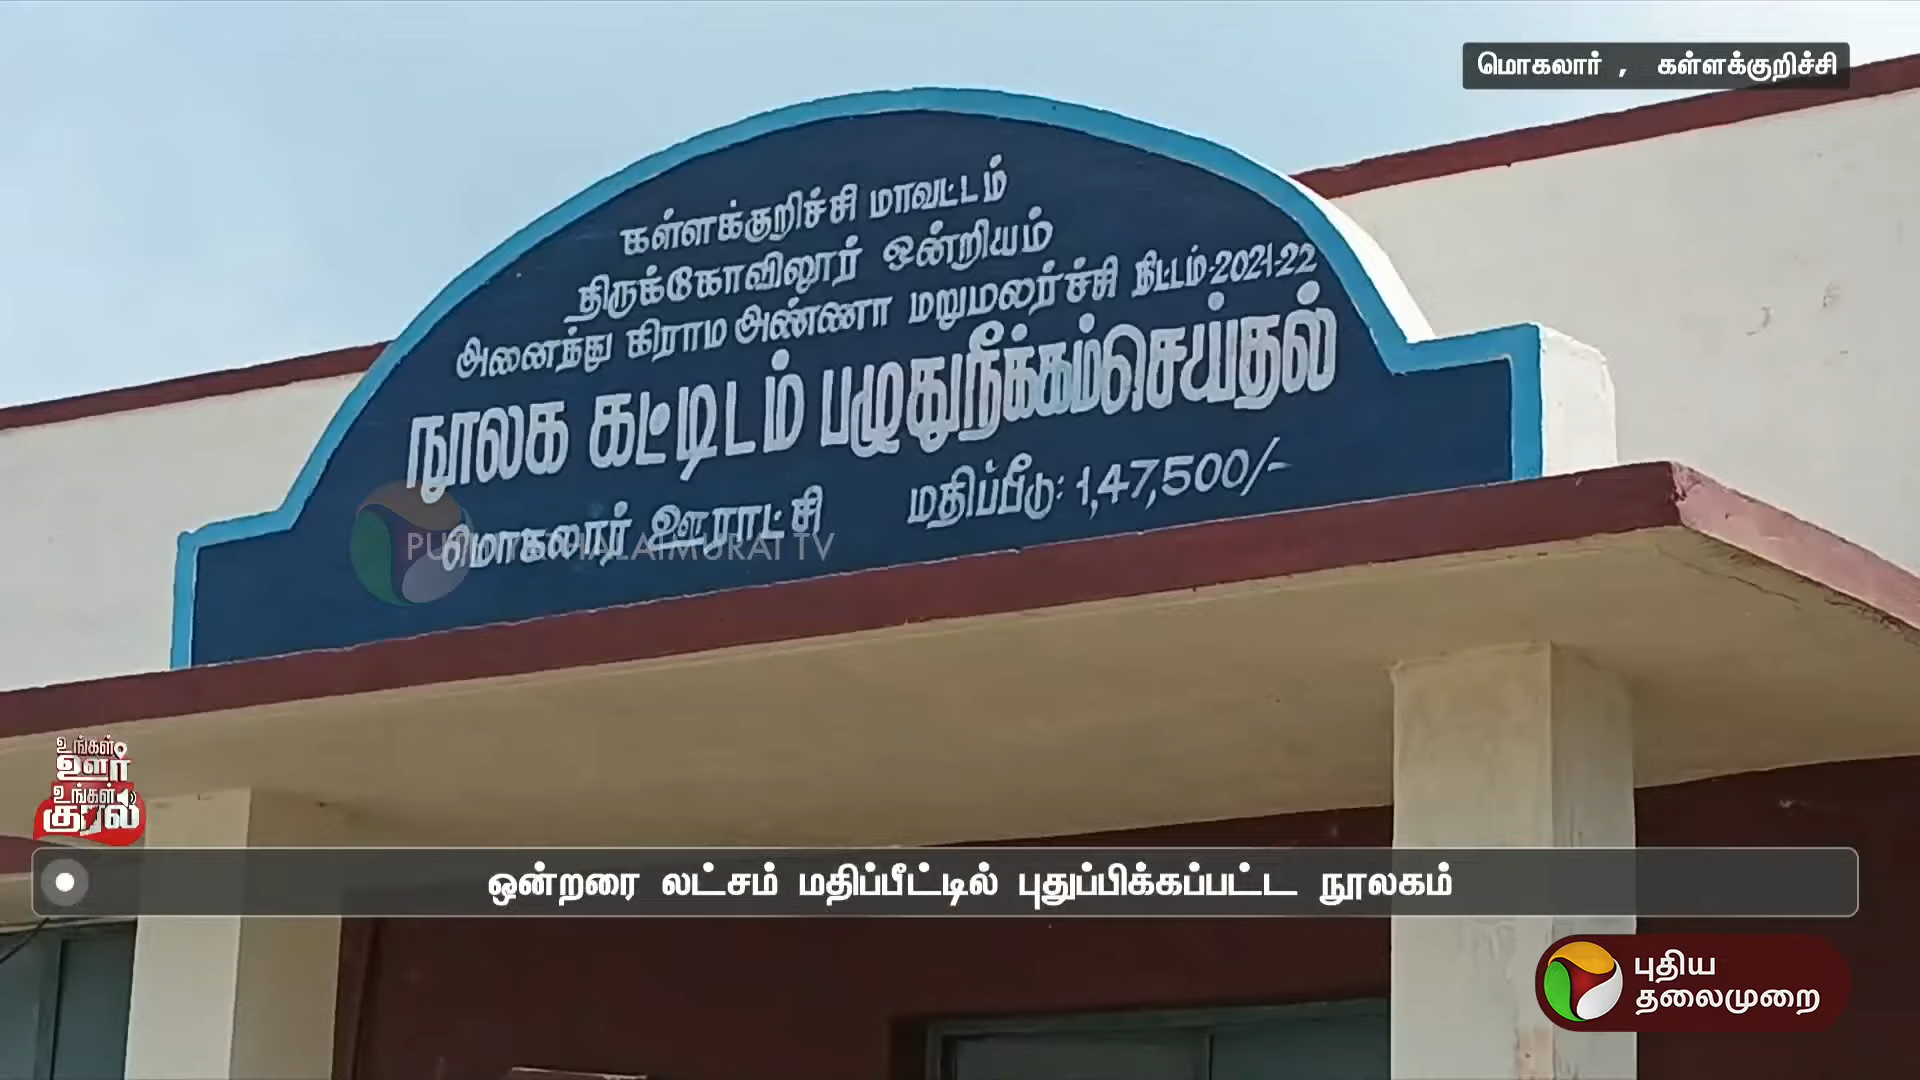 மொகலார் , கள்ளக்குறிச்சி
கள்ளக்குறிச்சி மாவட்டம்
திருக்கோவிலூர் ஒன்றியம்
அனைத்து கிராம அண்ணா மறுமலர்ச்சி திட்டம்-2021-22
நூலக கட்டிடம் பழுதுநீக்கம்செய்தல்
மொகலார் ஊராட்சி மதிப்பீடு: 1,47,500/-
PUTHIYATHALAIMURAI TV
உங்கள்
ஊர்
உங்கள்
குரல்
ஒன்றரை லட்சம் மதிப்பீட்டில் புதுப்பிக்கப்பட்ட நூலகம்
புதிய
தலைமுறை